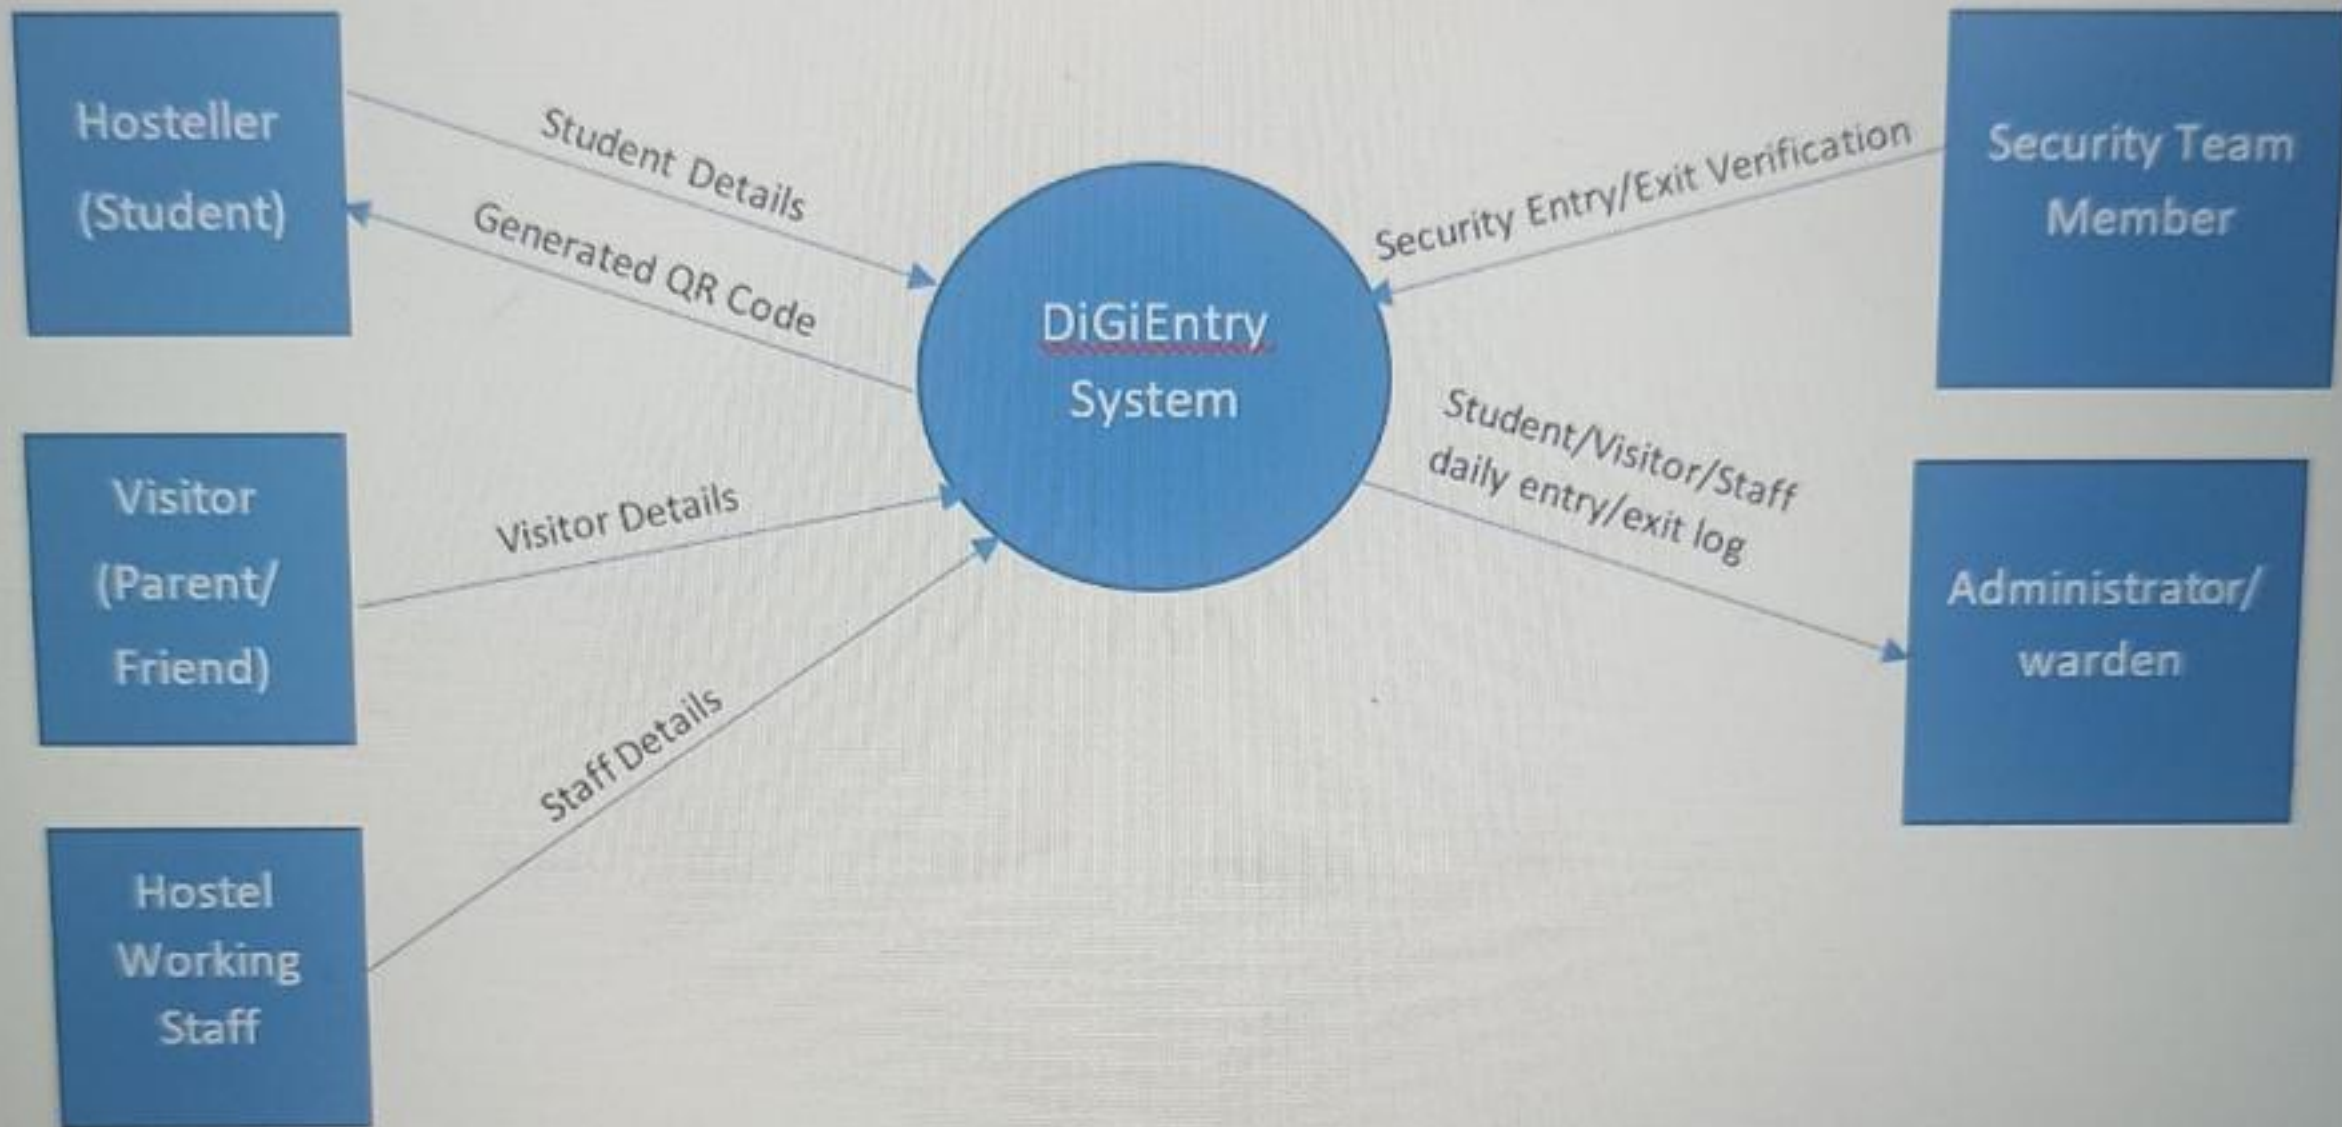 Hosteller
(Student)
Student Details
Generated QR Code
Visitor
(Parent/
Friend)
Visitor Details
Hostel
Working
Staff
Staff Details
DiGiEntry
System
Security Entry/Exit Verification
Security Team
Member
Student/Visitor/Staff
daily entry/exit log
Administrator/
warden